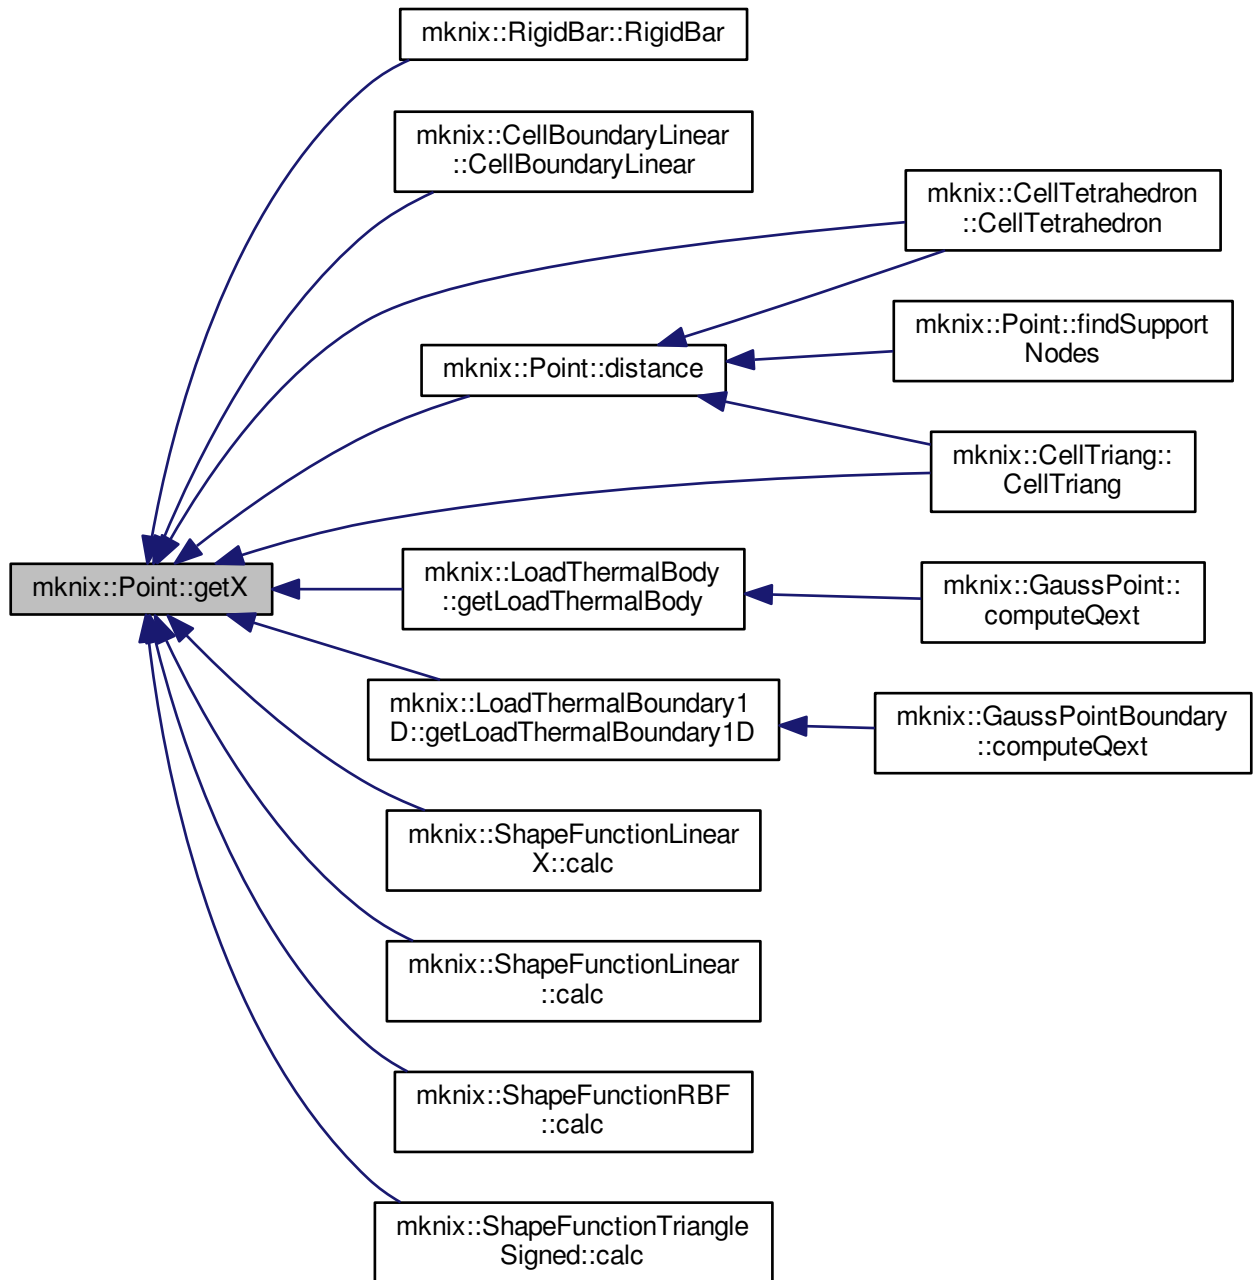 mknix::RigidBar::RigidBar
mknix::CellBoundaryLinear
::CellBoundaryLinear
mknix::CellTetrahedron
::CellTetrahedron
mknix::Point::findSupport
Nodes
mknix::Point::distance
mknix::CellTriang::
CellTriang
mknix::Point::getX
mknix::LoadThermalBody
::getLoadThermalBody
mknix::GaussPoint::
computeQext
mknix::LoadThermalBoundary1
D::getLoadThermalBoundary1D
mknix::GaussPointBoundary
::computeQext
mknix::ShapeFunctionLinear
X::calc
mknix::ShapeFunctionLinear
::calc
mknix::ShapeFunctionRBF
::calc
mknix::ShapeFunctionTriangle
Signed::calc